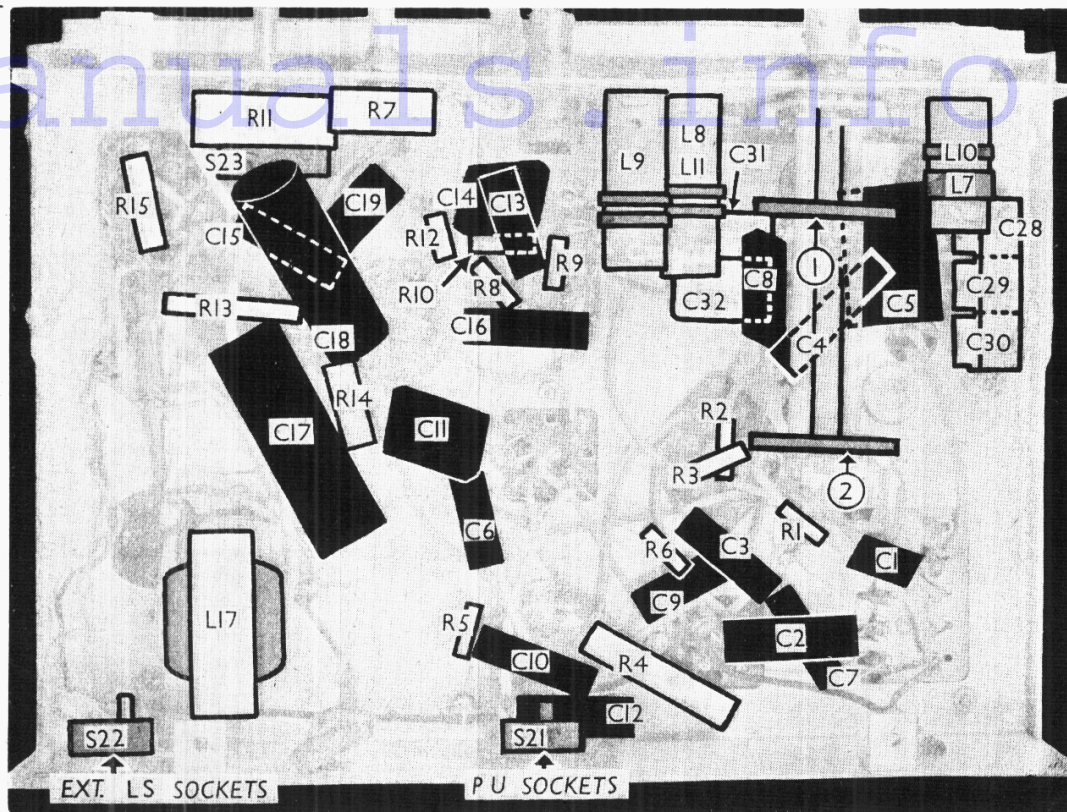 anuals.info
R11
R7
S23
R15
C19
C15
C14
C13
R12
R10
R8
R9
R13
C16
C18
R14
C17
C11
C6
L9
L8
L11
C31
L10
L7
C28
C8
1
C29
C32
C5
C4
C30
R2
R3
2
R1
R6
C3
C1
C9
C2
C7
R5
C10
R4
L17
C12
S22
S21
EXT. LS SOCKETS
PU SOCKETS